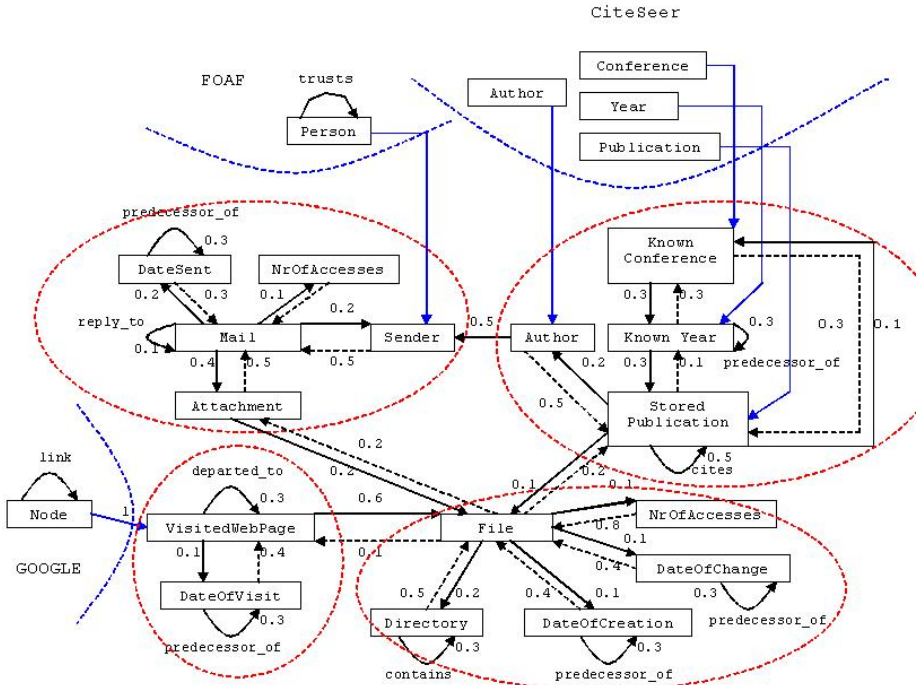 CiteSeer
FOAF
trusts
Person
Author
Conference
Year
Publication
predecessor_of
0.3
DateSent
NrOfAccesses
0.2
0.3
0.1
0.2
reply_to
Mail
Sender
0.1
0.4
0.5
0.5
Attachment
0.5
Author
Known
Conference
0.3
0.3
0.3
0.1
Known Year
0.3
predecessor_of
0.2
0.3
0.1
0.5
Stored
Publication
0.5
cites
0.2
0.2
0.1
0.2
0.1
link
Node
1
GOOGLE
departed_to
0.3
0.6
VisitedWebPage
File
NrOfAccesses
0.1
0.4
0.1
0.8
0.1
0.4
DateOfChange
0.3
predecessor_of
DateOfVisit
0.3
predecessor_of
0.5
0.2
0.4
0.1
Directory
0.3
contains
DateOfCreation
0.3
predecessor_of